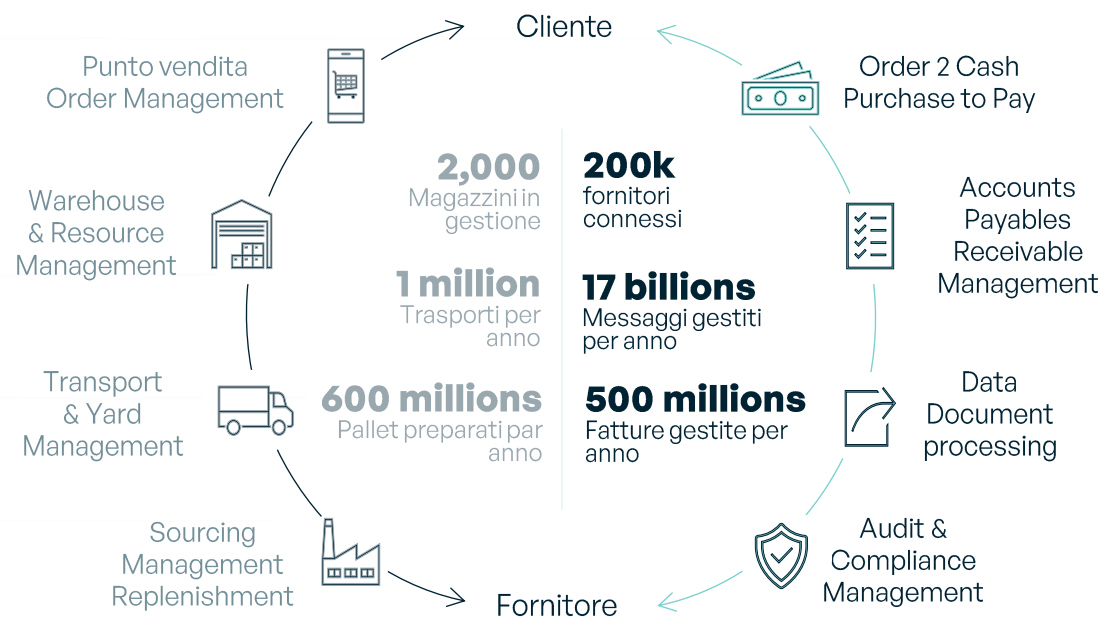 Cliente
Punto vendita
Order Management
Order 2 Cash
Purchase to Pay
2,000
Magazzini in
gestione
200k
fornitori
connessi
Warehouse
& Resource
Management
Accounts
Payables
Receivable
Management
1 million
Trasporti per
anno
17 billions
Messaggi gestiti
per anno
Transport
& Yard
Management
600 millions
Pallet preparati par
anno
500 millions
Fatture gestite per
anno
Data
Document
processing
Sourcing
Management
Replenishment
Audit &
Compliance
Management
Fornitore